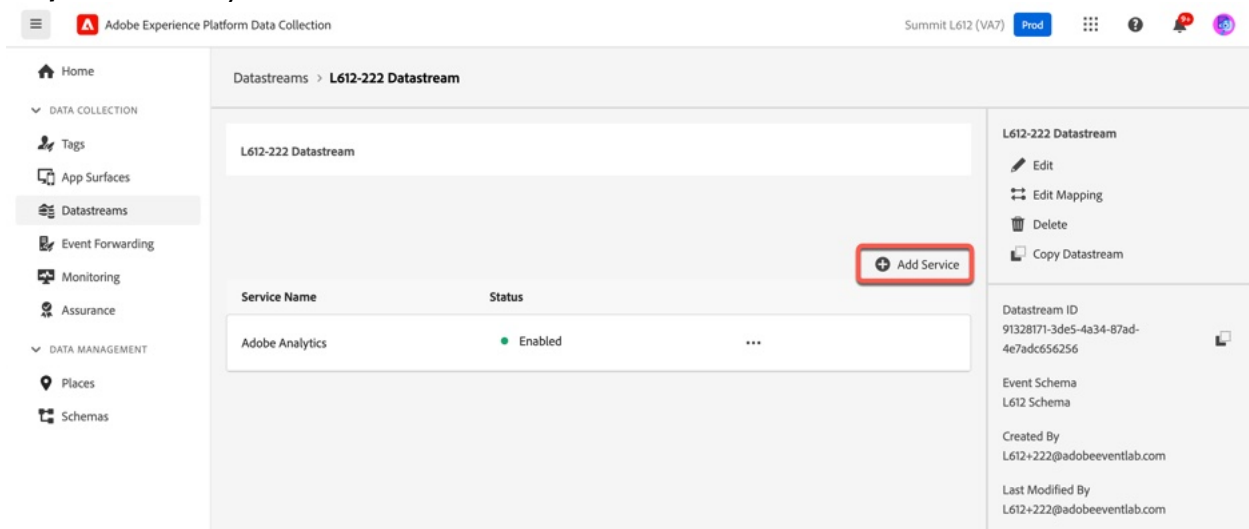 Adobe Experience Platform Data Collection
Summit L612 (VA7) Prod
9+
Home
DATA COLLECTION
Tags
App Surfaces
Datastreams
Event Forwarding
Monitoring
Assurance
DATA MANAGEMENT
Places
Schemas
Datastreams > L612-222 Datastream
L612-222 Datastream
Add Service
Service Name Status
Adobe Analytics Enabled ...
L612-222 Datastream
Edit
Edit Mapping
Delete
Copy Datastream
Datastream ID
91328171-3de5-4a34-87ad-
4e7adc656256
Event Schema
L612 Schema
Created By
L612+222@adobeeventlab.com
Last Modified By
L612+222@adobeeventlab.com